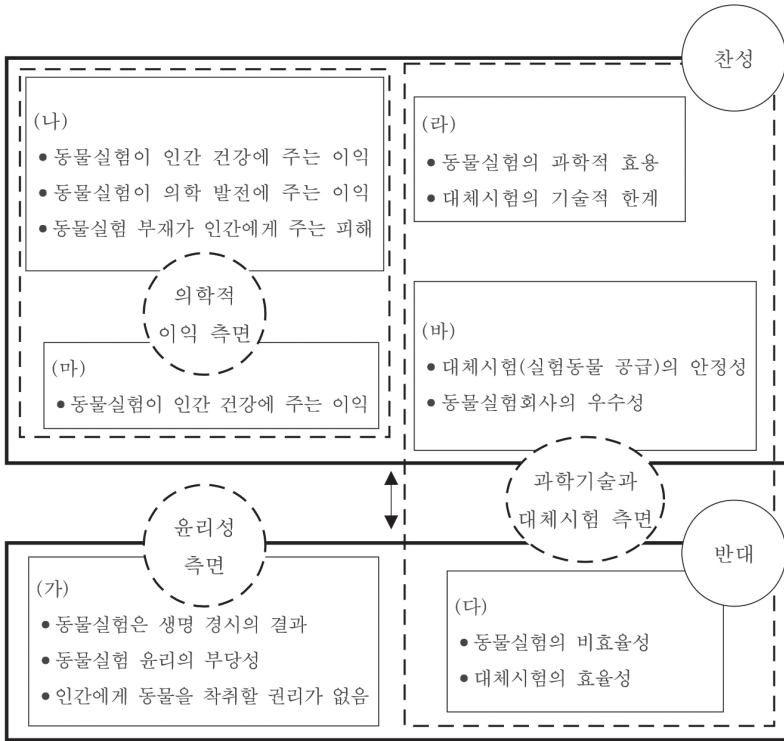 찬성
(나)
• 동물실험이 인간 건강에 주는 이익
• 동물실험이 의학 발전에 주는 이익
• 동물실험 부재가 인간에게 주는 피해
(라)
• 동물실험의 과학적 효용
• 대체시험의 기술적 한계
의학적
이익 측면
(마)
• 동물실험이 인간 건강에 주는 이익
(바)
• 대체시험(실험동물 공급)의 안정성
• 동물실험회사의 우수성
과학기술과
대체시험 측면
윤리성
측면
반대
(가)
• 동물실험은 생명 경시의 결과
• 동물실험 윤리의 부당성
• 인간에게 동물을 착취할 권리가 없음
(다)
• 동물실험의 비효율성
• 대체시험의 효율성